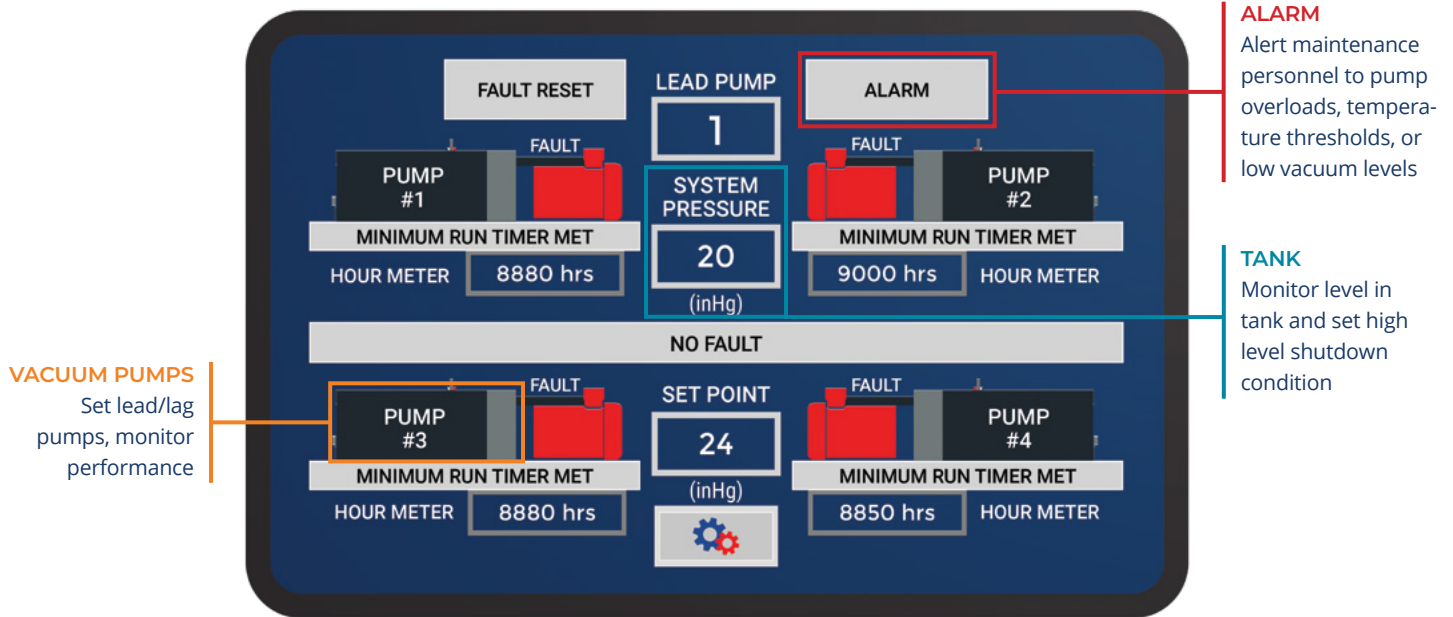 FAULT RESET
LEAD PUMP
1
ALARM
FAULT
PUMP
#1
MINIMUM RUN TIMER MET
HOUR METER
8880 hrs
SYSTEM
PRESSURE
20
(inHg)
FAULT
PUMP
#2
MINIMUM RUN TIMER MET
9000 hrs
HOUR METER
NO FAULT
FAULT
PUMP
#3
MINIMUM RUN TIMER MET
HOUR METER
8880 hrs
SET POINT
24
(inHg)
FAULT
PUMP
#4
MINIMUM RUN TIMER MET
8850 hrs
HOUR METER
ALARM
Alert maintenance
personnel to pump
overloads, tempera-
ture thresholds, or
low vacuum levels
TANK
Monitor level in
tank and set high
level shutdown
condition
VACUUM PUMPS
Set lead/lag
pumps, monitor
performance